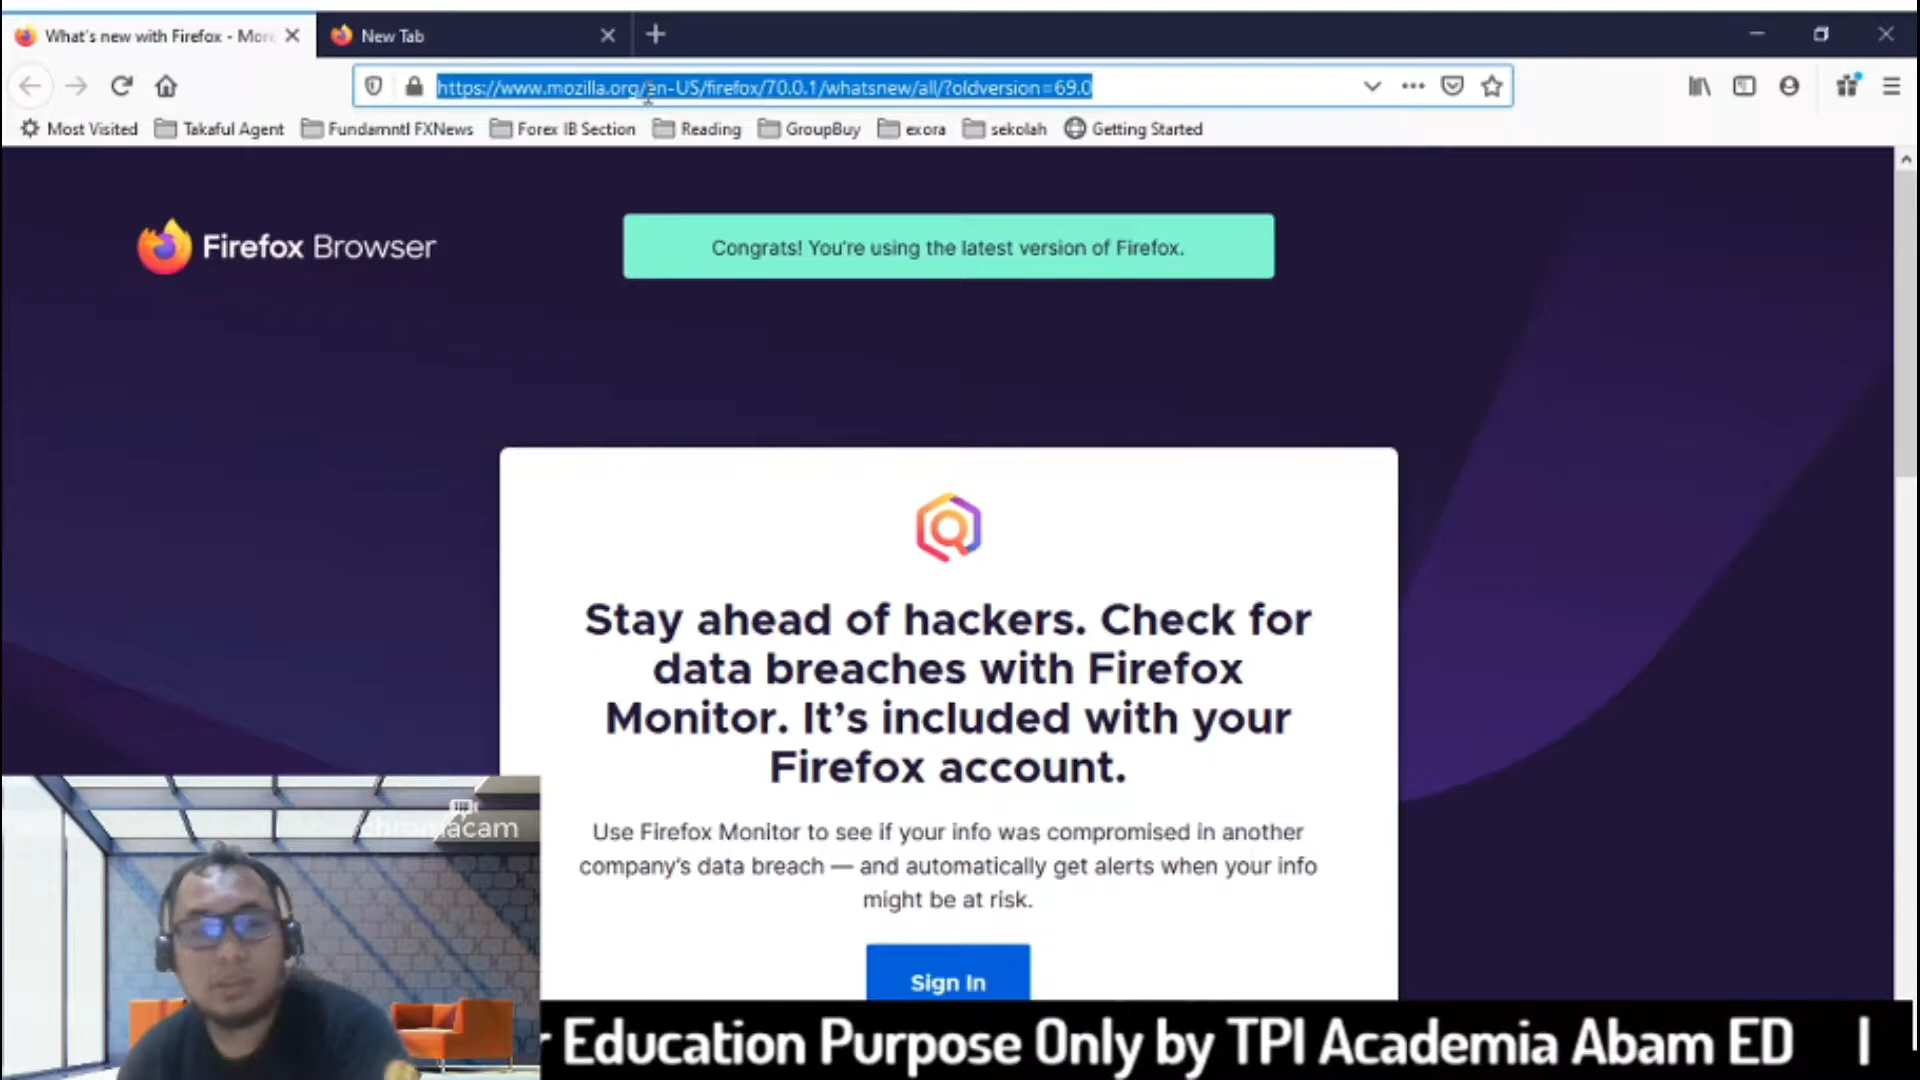 What's new with Firefox - More
New Tab
https://www.mozilla.org/en-US/firefox/70.0.1/whatsnew/all/?oldversion=69.0
Most Visited
Takaful Agent
Fundamntl FXNews
Forex IB Section
Reading
GroupBuy
exora
sekolah
Getting Started
Firefox Browser
Congrats! You're using the latest version of Firefox.
Stay ahead of hackers. Check for
data breaches with Firefox
Monitor. It's included with your
Firefox account.
Use Firefox Monitor to see if your info was compromised in another
company's data breach — and automatically get alerts when your info
might be at risk.
Sign In
chromacam
r Education Purpose Only by TPI Academia Abam ED